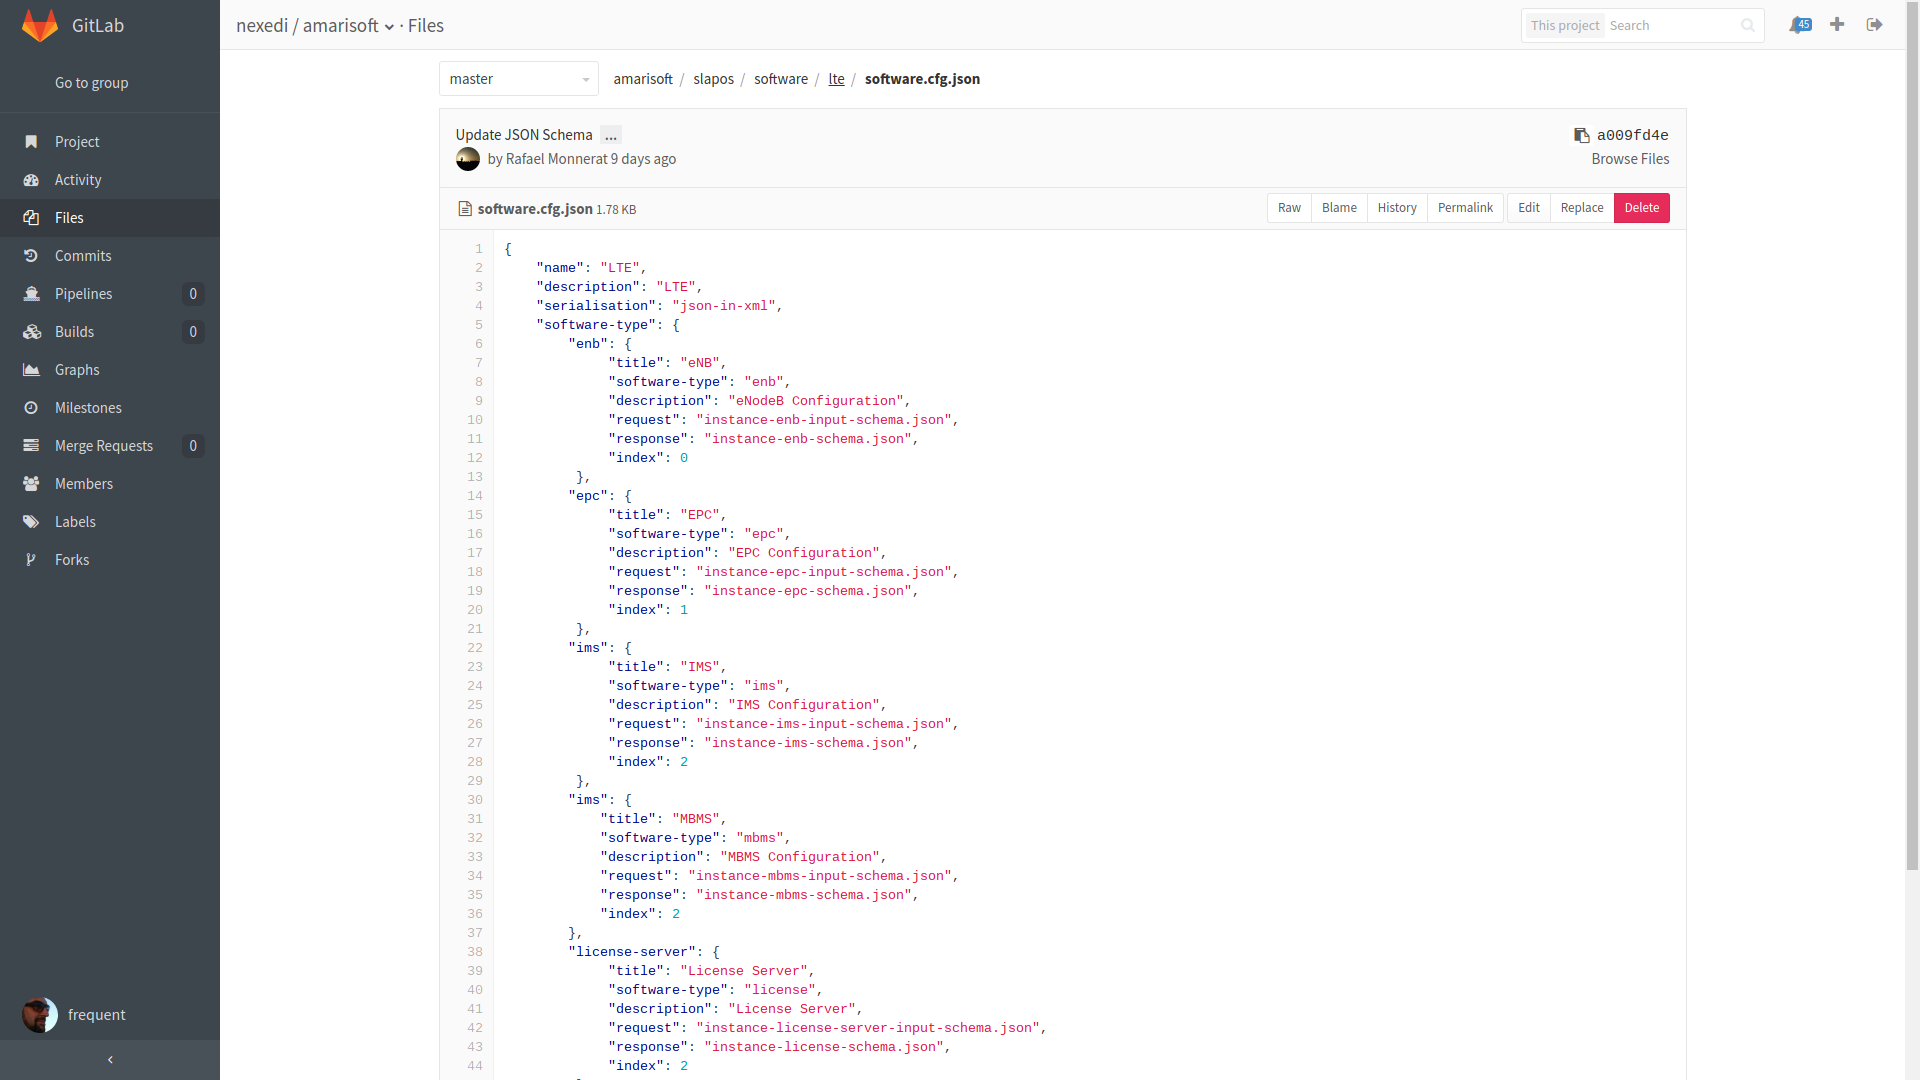 GitLab
nexedi / amarisoft · Files
This project Search
45
Go to group
Project
Activity
Files
Commits
Pipelines 0
Builds 0
Graphs
Milestones
Merge Requests 0
Members
Labels
Forks
frequent
master
amarisoft / slapos / software / lte / software.cfg.json
Update JSON Schema ...
a009fd4e
by Rafael Monnerat 9 days ago
Browse Files
software.cfg.json 1.78 KB
Raw Blame History Permalink Edit Replace Delete
1 {
2 "name": "LTE",
3 "description": "LTE",
4 "serialisation": "json-in-xml",
5 "software-type": {
6 "enb": {
7 "title": "eNB",
8 "software-type": "enb",
9 "description": "eNodeB Configuration",
10 "request": "instance-enb-input-schema.json",
11 "response": "instance-enb-schema.json",
12 "index": 0
13 },
14 "epc": {
15 "title": "EPC",
16 "software-type": "epc",
17 "description": "EPC Configuration",
18 "request": "instance-epc-input-schema.json",
19 "response": "instance-epc-schema.json",
20 "index": 1
21 },
22 "ims": {
23 "title": "IMS",
24 "software-type": "ims",
25 "description": "IMS Configuration",
26 "request": "instance-ims-input-schema.json",
27 "response": "instance-ims-schema.json",
28 "index": 2
29 },
30 "ims": {
31 "title": "MBMS",
32 "software-type": "mbms",
33 "description": "MBMS Configuration",
34 "request": "instance-mbms-input-schema.json",
35 "response": "instance-mbms-schema.json",
36 "index": 2
37 },
38 "license-server": {
39 "title": "License Server",
40 "software-type": "license",
41 "description": "License Server",
42 "request": "instance-license-server-input-schema.json",
43 "response": "instance-license-schema.json",
44 "index": 2